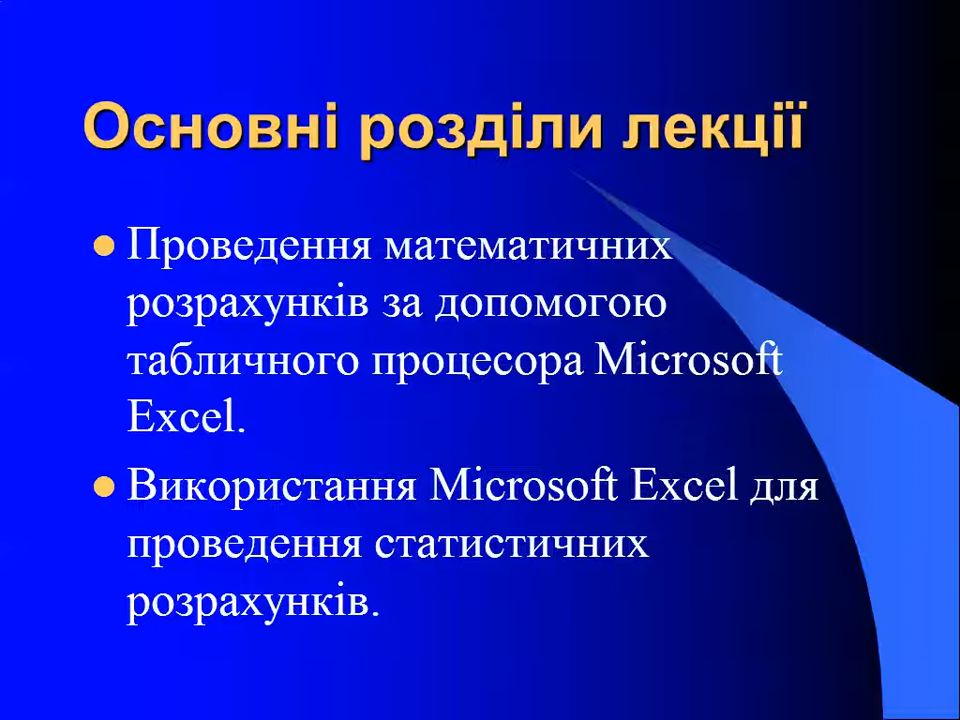 Основні розділи лекції
Проведення математичних
розрахунків за допомогою
табличного процесора Microsoft
Excel.
Використання Microsoft Excel для
проведення статистичних
розрахунків.